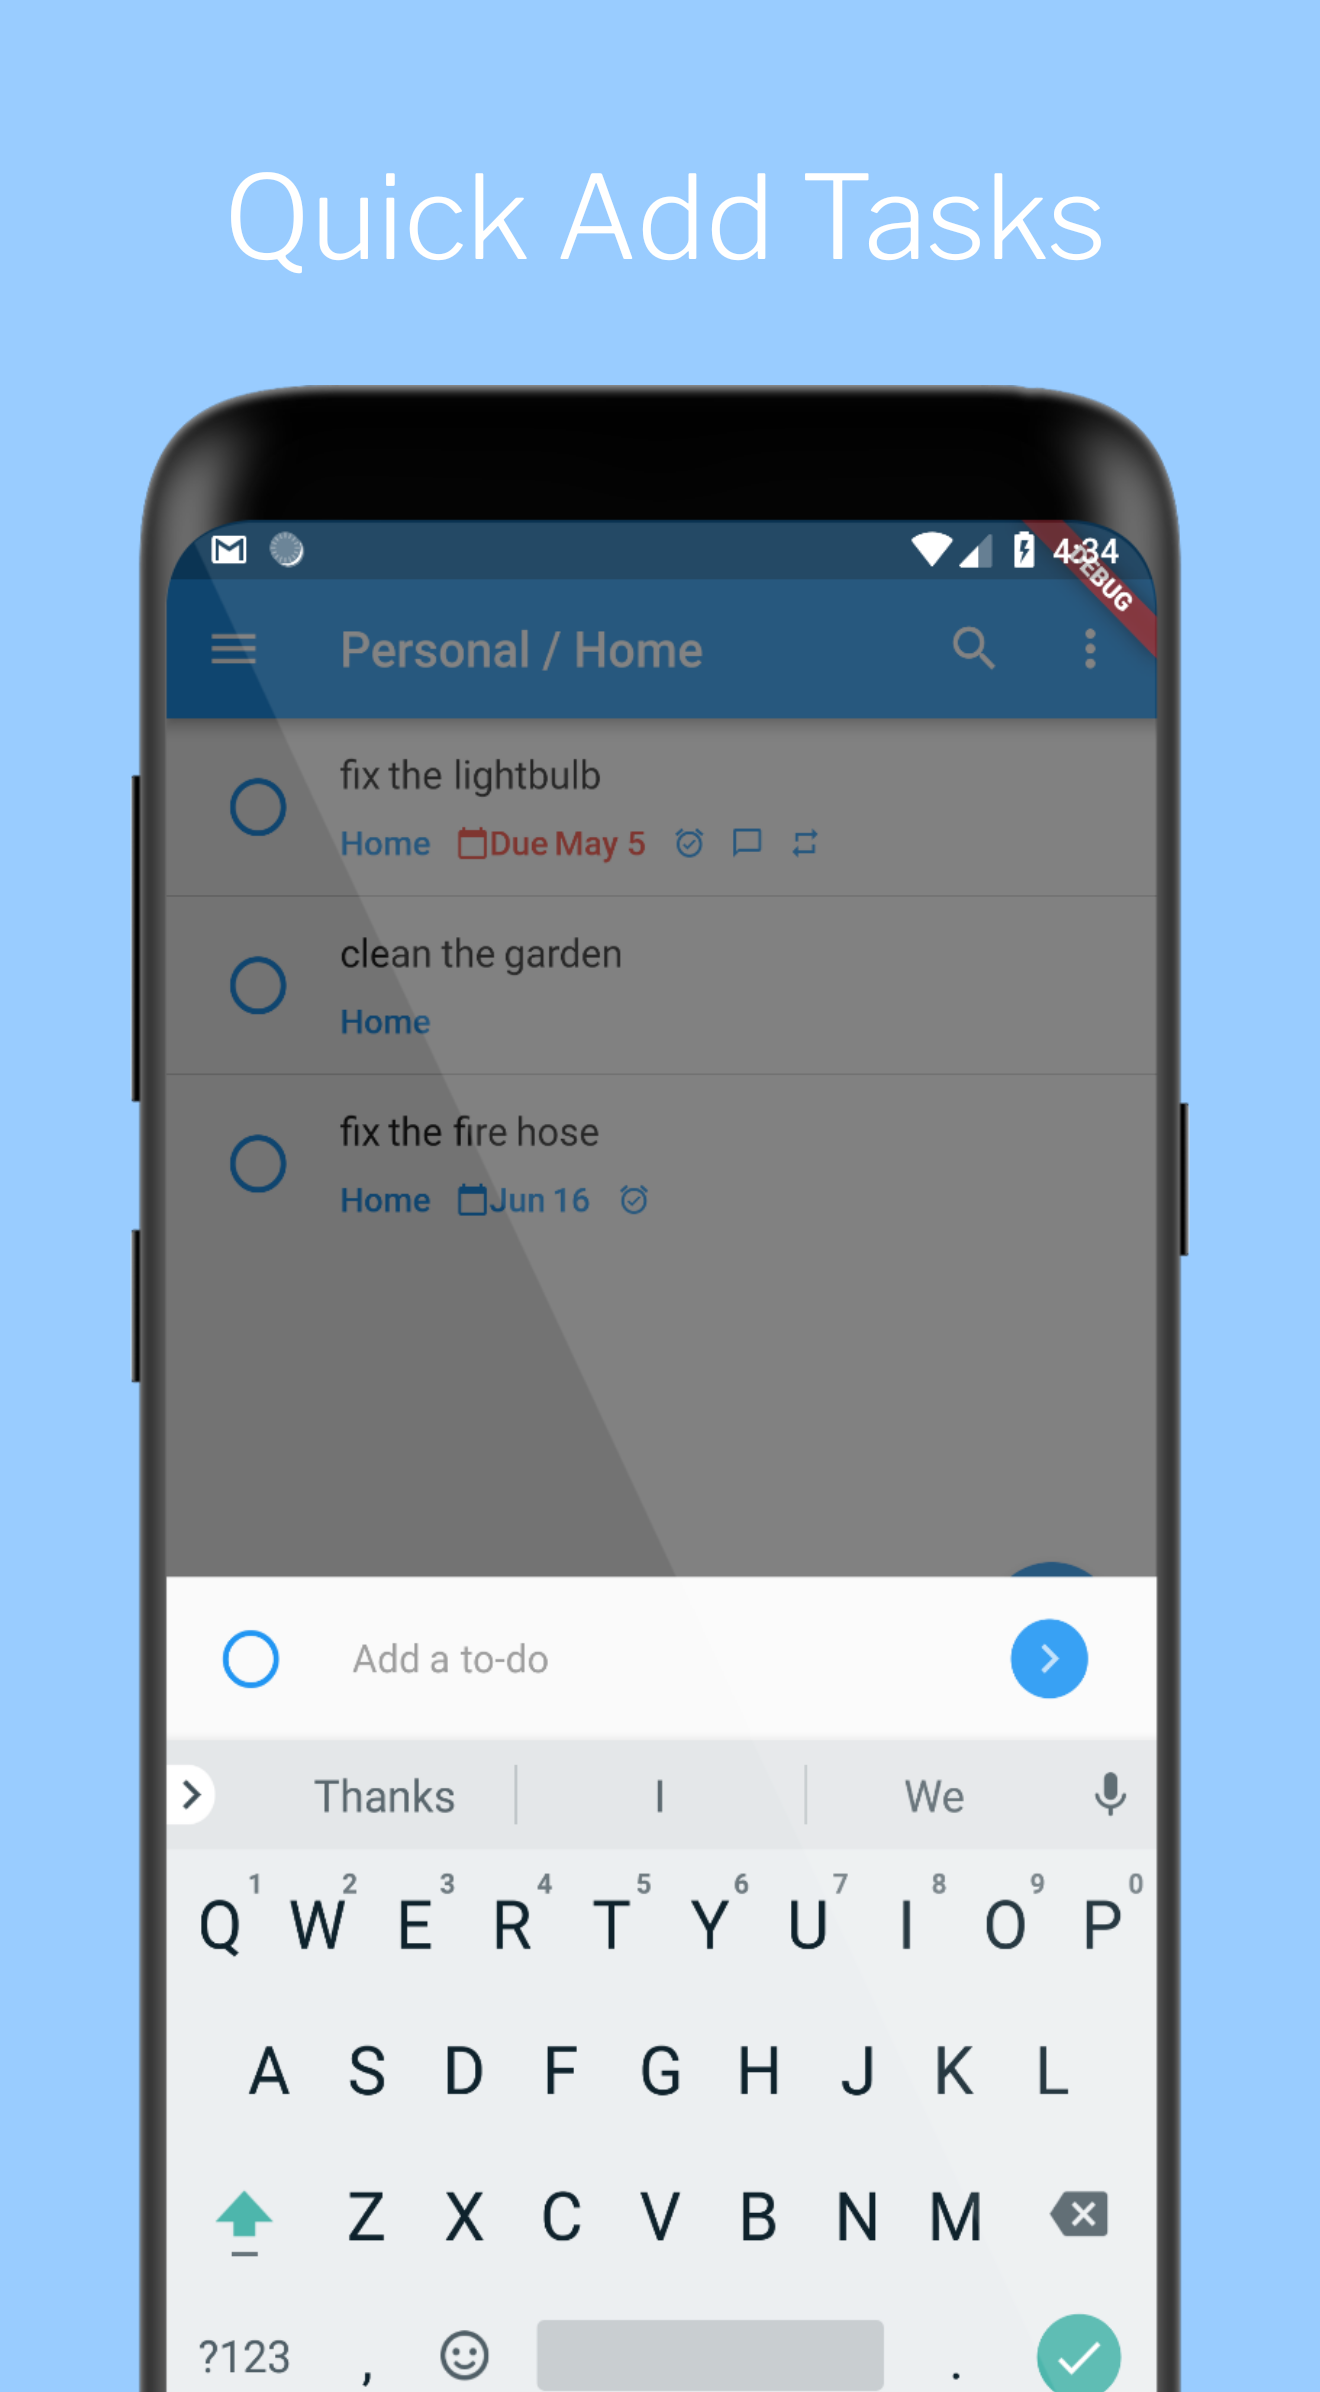 Quick Add Tasks
4:34
DEBUG
Personal / Home
fix the lightbulb
Home Due May 5
clean the garden
Home
fix the fire hose
Home Jun 16
Add a to-do
Thanks I We
1 2 3 4 5 6 7 8 9 0
Q W E R T Y U I O P
A S D F G H J K L
Z X C V B N M
?123 , .